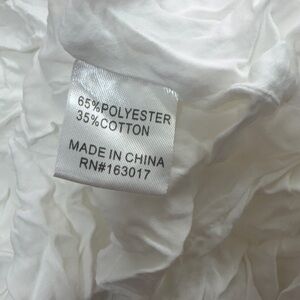 65%POLYESTER
35%COTTON
MADE IN CHINA
RN#163017